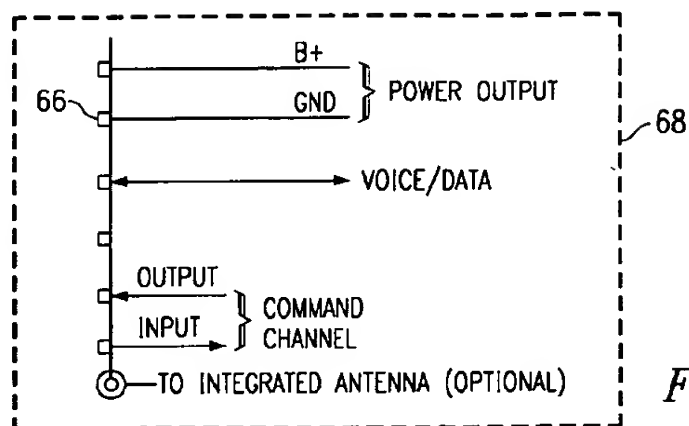 B+
66
GND
POWER OUTPUT
68
VOICE/DATA
OUTPUT
INPUT
COMMAND
CHANNEL
TO INTEGRATED ANTENNA (OPTIONAL)
F